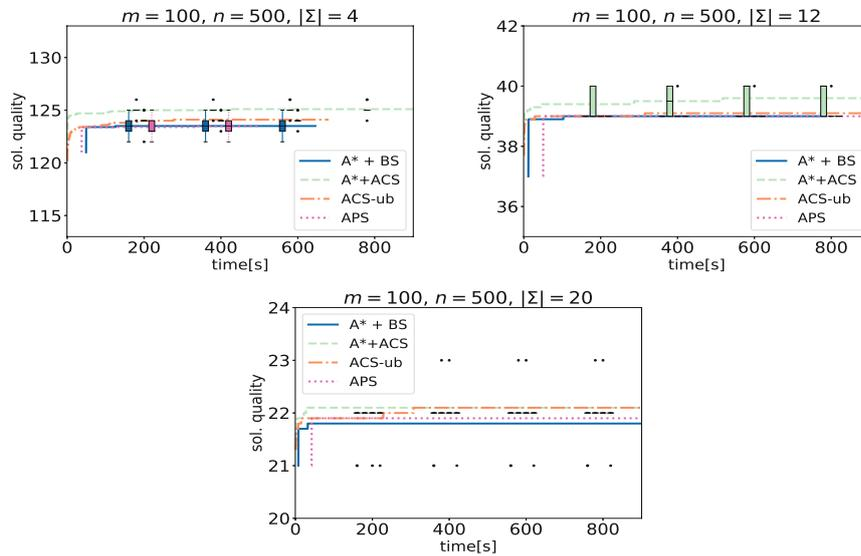 m = 100, n = 500, |Σ| = 4
sol. quality
130
125
120
115
0 200 400 600 800
time[s]
A* + BS
A*+ACS
ACS-ub
APS
m = 100, n = 500, |Σ| = 12
sol. quality
42
40
38
36
0 200 400 600 800
time[s]
A* + BS
A*+ACS
ACS-ub
APS
m = 100, n = 500, |Σ| = 20
sol. quality
24
23
22
21
20
0 200 400 600 800
time[s]
A* + BS
A*+ACS
ACS-ub
APS